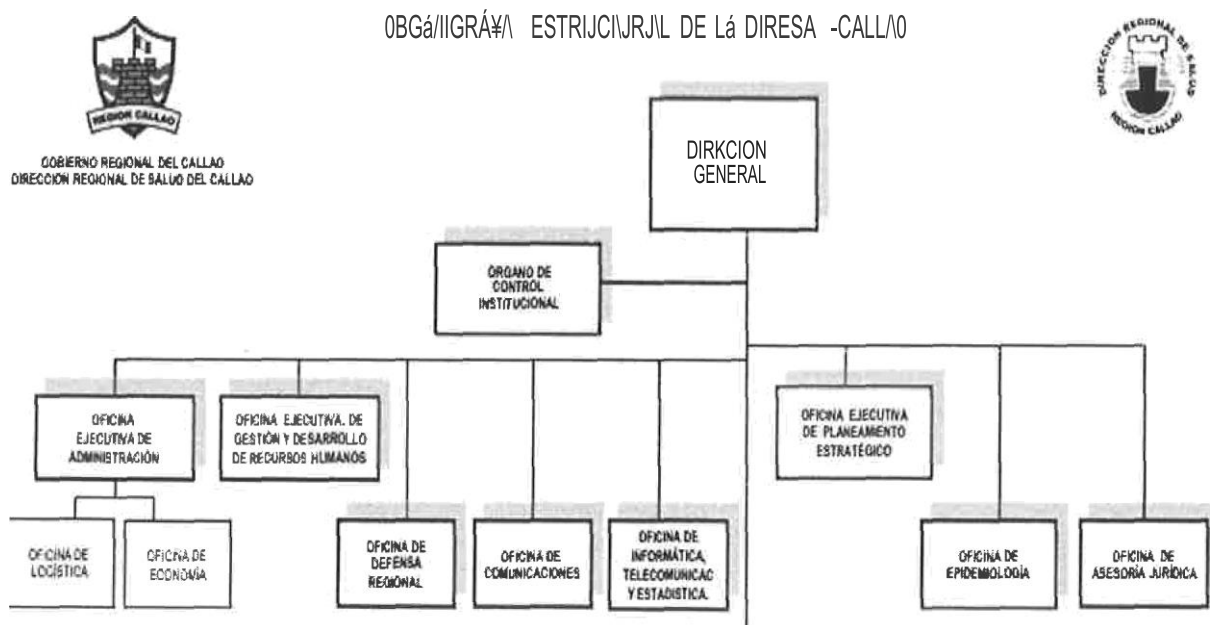 0BGá/IIGRÁ¥/\ ESTRIJCI\JRJ\L DE Lá DIRESA -CALL/\0
REGION CALLAO
GOBIERNO REGIONAL DEL CALLAO
DIRECCIÓN REGIONAL DE SALUD DEL CALLAO
DIRECCION REGIONAL DE SALUD
REGION CALLAO
DIRKCION
GENERAL
ÓRGANO DE
CONTROL
INSTITUCIONAL
OFICINA
EJECUTIVA DE
ADMINISTRACIÓN
OFICINA EJECUTIVA. DE
GESTIÓN Y DESARROLLO
DE RECURSOS HUMANOS
OFICINA EJECUTIVA
DE PLANEAMIENTO
ESTRATÉGICO
OFICINA DE
LOGÍSTICA
OFICINA DE
ECONOMÍA
OFICINA DE
DEFENSA
REGIONAL
OFICINA DE
COMUNICACIONES
OFICINA DE
INFORMÁTICA,
TELECOMUNICAC
Y ESTADISTICA.
OFICINA DE
EPIDEMIOLOGÍA
OFICINA DE
ASESORÍA JURÍDICA